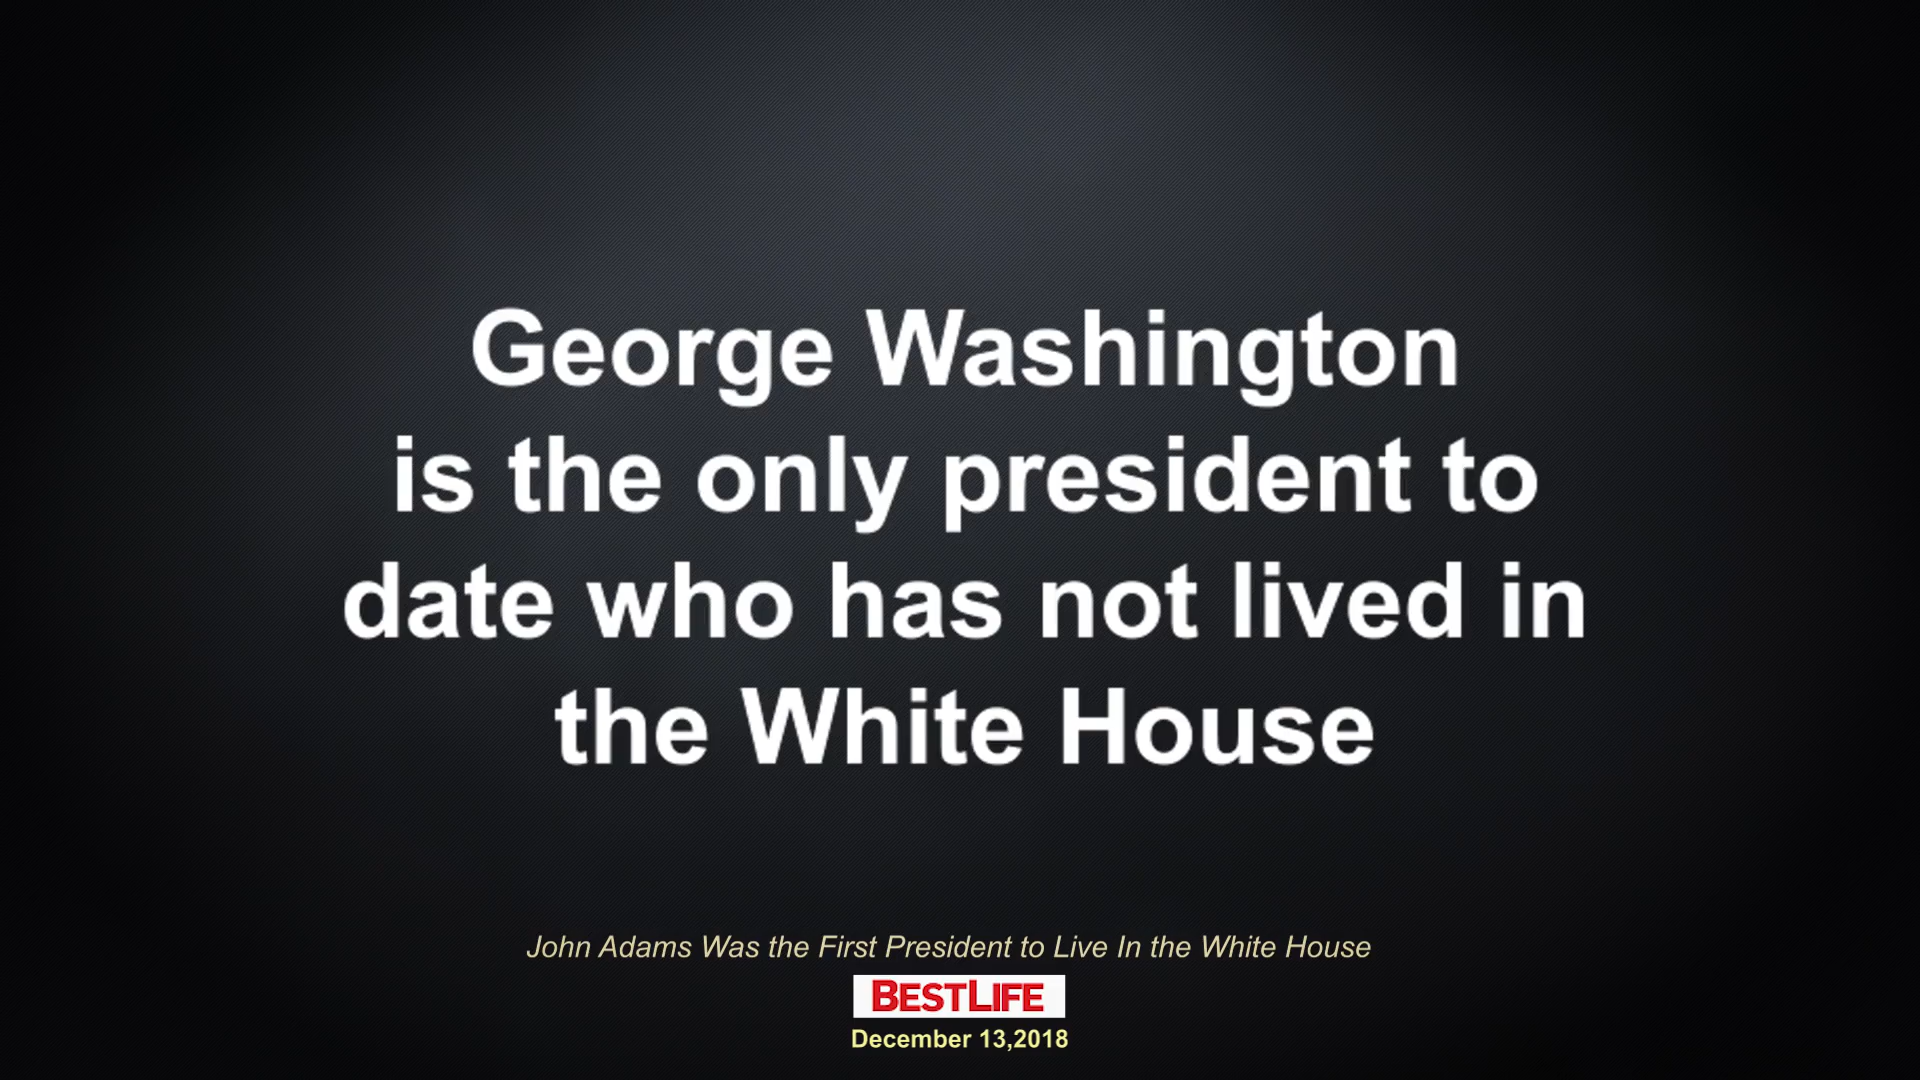 George Washington
is the only president to
date who has not lived in
the White House
John Adams Was the First President to Live In the White House
BESTLIFE
December 13,2018